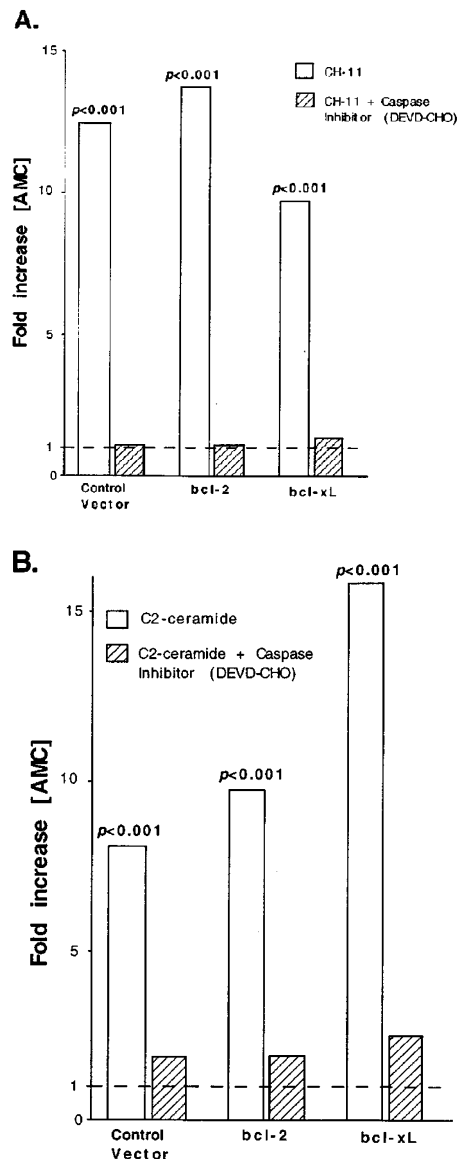 A.
15
p<0.001
p<0.001
CH-11
CH-11 + Caspase
Inhibitor (DEVD-CHO)
10
p<0.001
Fold increase [AMC]
5
1
0
Control
Vector
bcl-2
bcl-xL
B.
p<0.001
15
C2-ceramide
C2-ceramide + Caspase
Inhibitor (DEVD-CHO)
10
p<0.001
p<0.001
Fold increase [AMC]
5
1
0
Control
Vector
bcl-2
bcl-xL